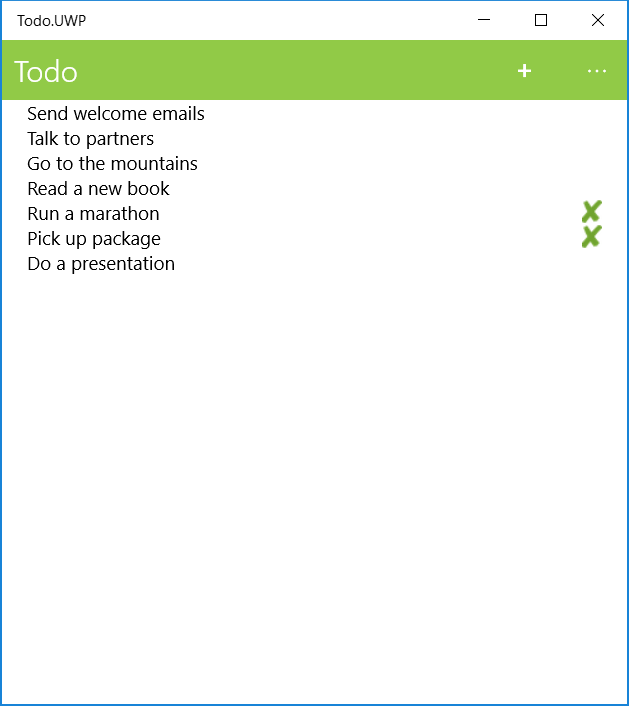 Todo.UWP
Todo
Send welcome emails
Talk to partners
Go to the mountains
Read a new book
Run a marathon
Pick up package
Do a presentation